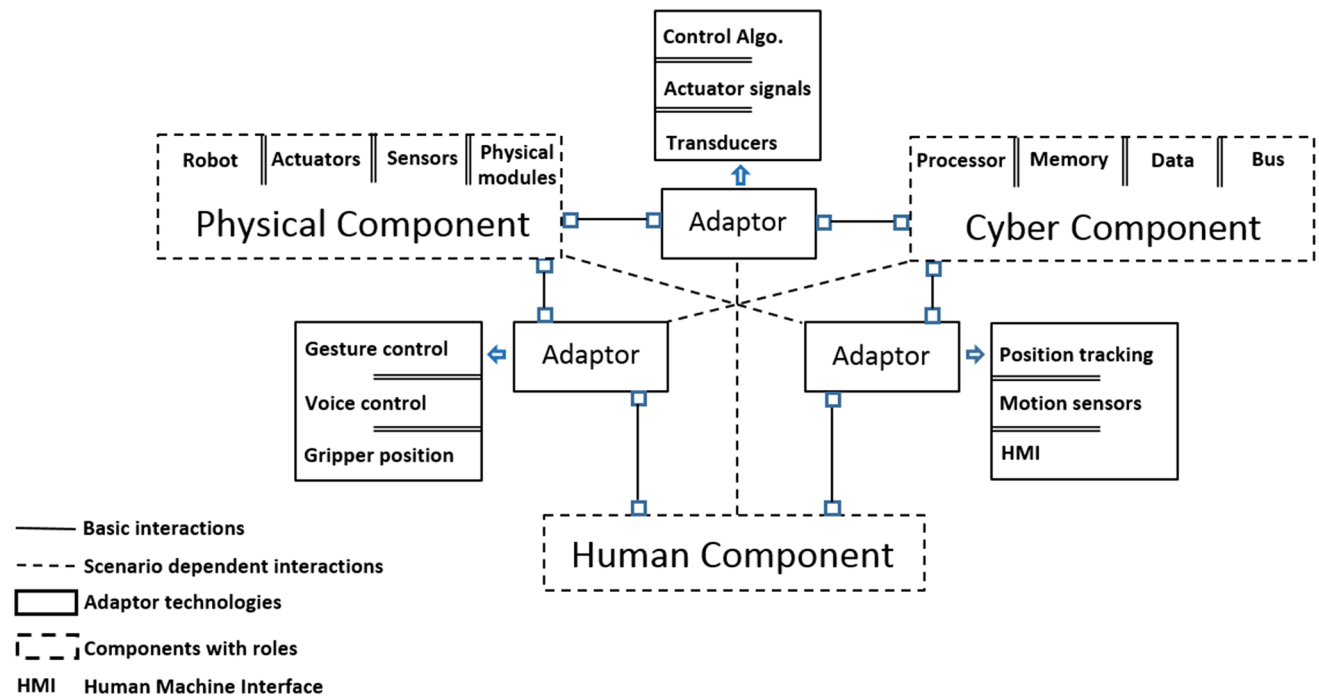 Control Algo.
Actuator signals
Transducers
Robot
Actuators
Sensors
Physical
modules
Physical Component
Adaptor
Processor
Memory
Data
Bus
Cyber Component
Gesture control
Voice control
Gripper position
Adaptor
Adaptor
Position tracking
Motion sensors
HMI
Human Component
Basic interactions
Scenario dependent interactions
Adaptor technologies
Components with roles
HMI Human Machine Interface